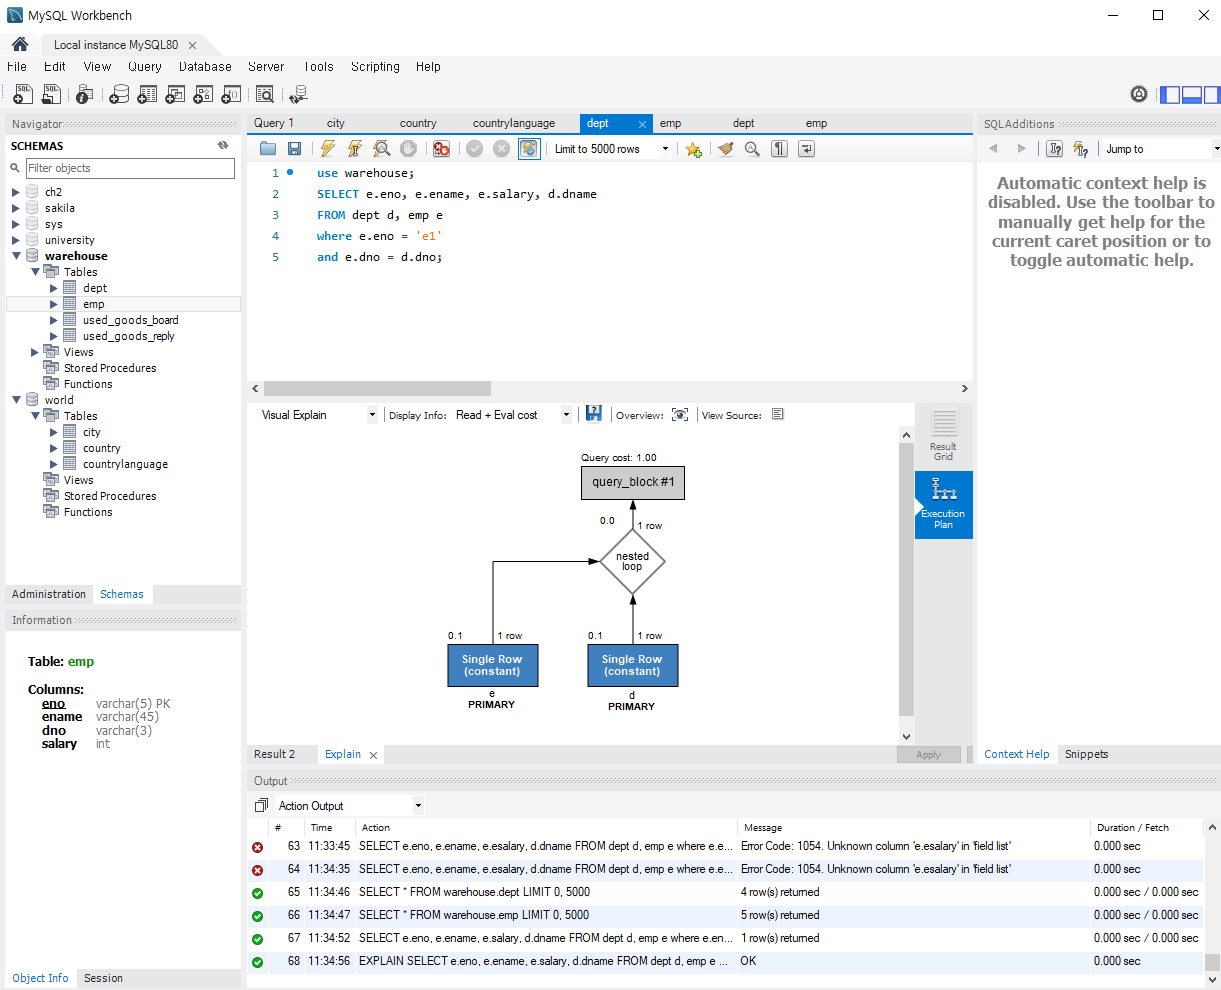 MySQL Workbench
Local instance MySQL80
File Edit View Query Database Server Tools Scripting Help
Navigator
SCHEMAS
Filter objects
ch2
sakila
sys
university
warehouse
Tables
dept
emp
used_goods_board
used_goods_reply
Views
Stored Procedures
Functions
world
Tables
city
country
countrylanguage
Views
Stored Procedures
Functions
Administration Schemas
Information
Table: emp
Columns:
eno varchar(5) PK
ename varchar(45)
dno varchar(3)
salary int
Object Info Session
Query 1 city country countrylanguage dept emp dept emp
Limit to 5000 rows
1 use warehouse;
2 SELECT e.eno, e.ename, e.salary, d.dname
3 FROM dept d, emp e
4 where e.eno = 'e1'
5 and e.dno = d.dno;
Visual Explain Display Info: Read + Eval cost Overview: View Source:
Query cost: 1.00
query_block #1
0.0 1 row
nested
loop
0.1 1 row 0.1 1 row
Single Row Single Row
(constant) (constant)
e d
PRIMARY PRIMARY
Result
Grid
Execution
Plan
Result 2 Explain Apply
SQLAdditions
Jump to
Automatic context help is
disabled. Use the toolbar to
manually get help for the
current caret position or to
toggle automatic help.
Context Help Snippets
Output
Action Output
# Time Action Message Duration / Fetch
63 11:33:45 SELECT e.eno, e.ename, e.esalary, d.dname FROM dept d, emp e where e.e... Error Code: 1054. Unknown column 'e.esalary' in 'field list' 0.000 sec
64 11:34:35 SELECT e.eno, e.ename, e.esalary, d.dname FROM dept d, emp e where e.e... Error Code: 1054. Unknown column 'e.esalary' in 'field list' 0.000 sec
65 11:34:46 SELECT * FROM warehouse.dept LIMIT 0, 5000 4 row(s) returned 0.000 sec / 0.000 sec
66 11:34:47 SELECT * FROM warehouse.emp LIMIT 0, 5000 5 row(s) returned 0.000 sec / 0.000 sec
67 11:34:52 SELECT e.eno, e.ename, e.salary, d.dname FROM dept d, emp e where e.en... 1 row(s) returned 0.000 sec / 0.000 sec
68 11:34:56 EXPLAIN SELECT e.eno, e.ename, e.salary, d.dname FROM dept d, emp e ... OK 0.000 sec